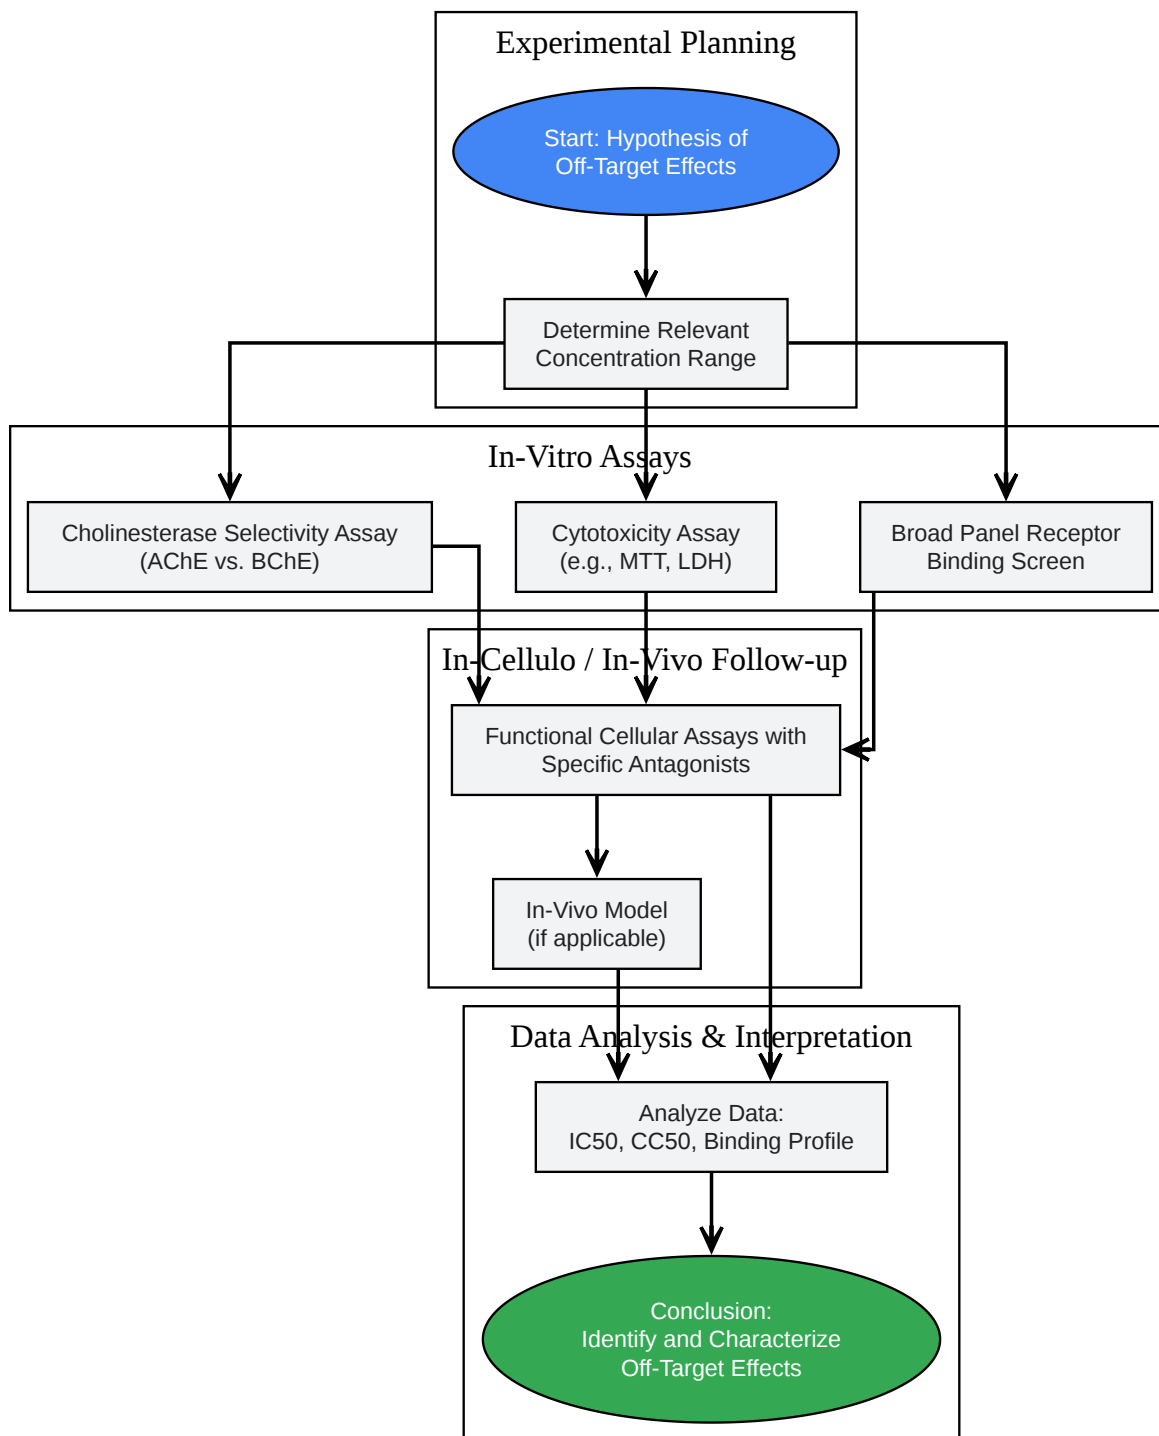 Experimental Planning
Start: Hypothesis of
Off-Target Effects
Determine Relevant
Concentration Range
In-Vitro Assays
Cholinesterase Selectivity Assay
(AChE vs. BChE)
Cytotoxicity Assay
(e.g., MTT, LDH)
Broad Panel Receptor
Binding Screen
In-Cellulo / In-Vivo Follow-up
Functional Cellular Assays with
Specific Antagonists
In-Vivo Model
(if applicable)
Data Analysis & Interpretation
Analyze Data:
IC50, CC50, Binding Profile
Conclusion:
Identify and Characterize
Off-Target Effects